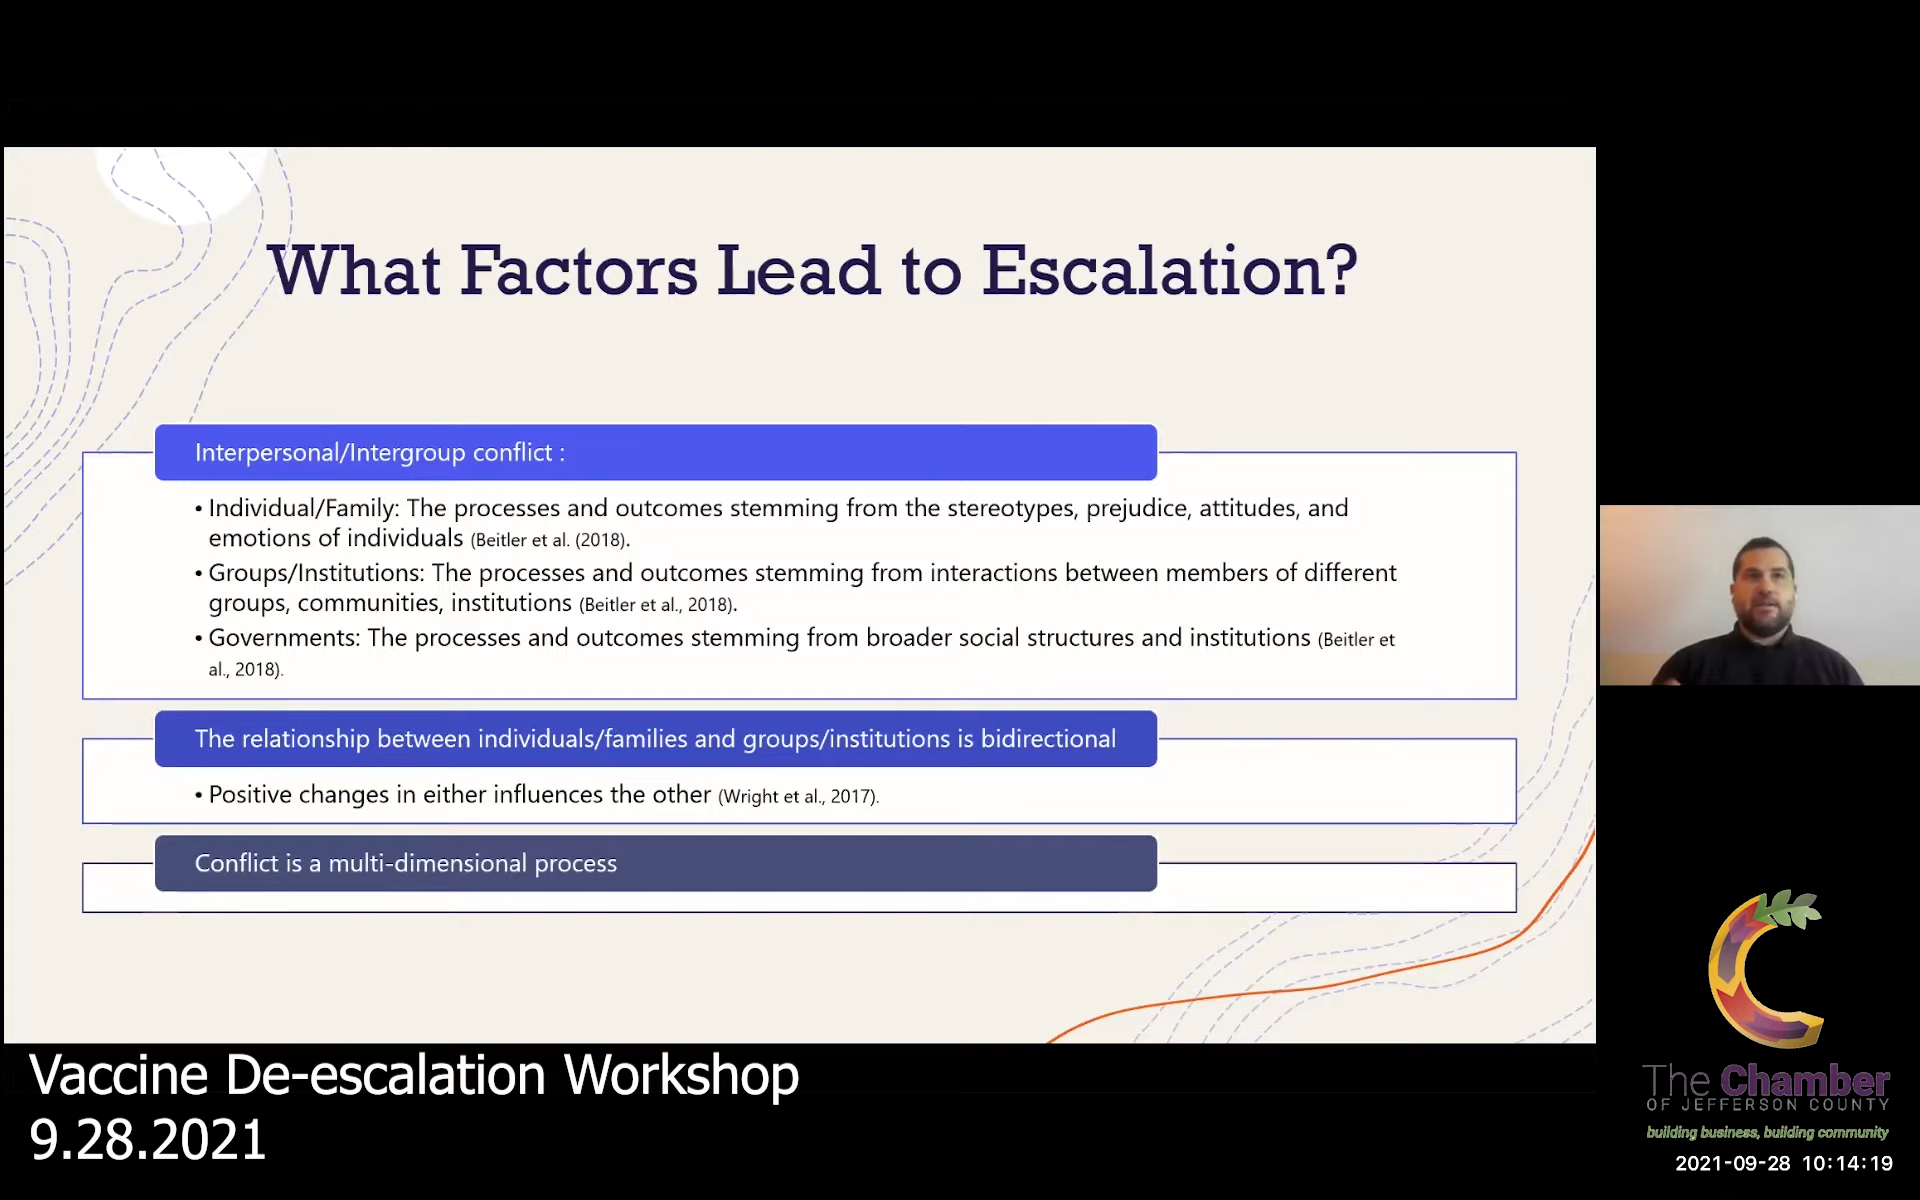 What Factors Lead to Escalation?
Interpersonal/Intergroup conflict :
• Individual/Family: The processes and outcomes stemming from the stereotypes, prejudice, attitudes, and
emotions of individuals (Beitler et al. (2018).
• Groups/Institutions: The processes and outcomes stemming from interactions between members of different
groups, communities, institutions (Beitler et al., 2018).
• Governments: The processes and outcomes stemming from broader social structures and institutions (Beitler et
al., 2018).
The relationship between individuals/families and groups/institutions is bidirectional
• Positive changes in either influences the other (Wright et al., 2017).
Conflict is a multi-dimensional process
Vaccine De-escalation Workshop
9.28.2021
The Chamber
OF JEFFERSON COUNTY
building business, building community
2021-09-28 10:14:19